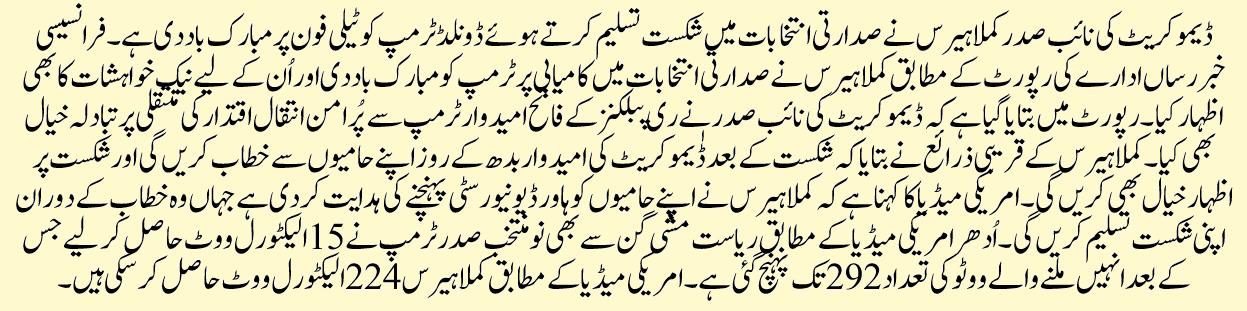 ڈیموکریٹ کی نائب صدر کملا ہیرس نے صدارتی انتخابات میں شکست تسلیم کرتے ہوئے ڈونلڈ ٹرمپ کو ٹیلی فون پر مبارک باد دی ہے۔ فرانسیسی
خبر رساں ادارے کی رپورٹ کے مطابق کملا ہیرس نے صدارتی انتخابات میں کامیابی پر ٹرمپ کو مبارک باد دی اور اُن کے لیے نیک خواہشات کا بھی
اظہار کیا۔ رپورٹ میں بتایا گیا ہے کہ ڈیموکریٹ کی نائب صدر نے ری پبلکنز کے فاتح امیدوار ٹرمپ سے پُرامن انتقال اقتدار کی منتقلی پر تبادلہ خیال
بھی کیا۔ کملا ہیرس کے قریبی ذرائع نے بتایا کہ شکست کے بعد ڈیموکریٹ کی امیدوار بدھ کے روز اپنے حامیوں سے خطاب کریں گی اور شکست پر
اظہار خیال بھی کریں گی۔ امریکی میڈیا کا کہنا ہے کہ کملا ہیرس نے اپنے حامیوں کو ہاورڈ یونیورسٹی پہنچنے کی ہدایت کردی ہے جہاں وہ خطاب کے دوران
اپنی شکست تسلیم کریں گی۔ اُدھر امریکی میڈیا کے مطابق ریاست مشی گن سے بھی نومنتخب صدر ٹرمپ نے 15 الیکٹورل ووٹ حاصل کرلیے جس
کے بعد انہیں ملنے والے ووٹو کی تعداد 292 تک پہنچ گئی ہے۔ امریکی میڈیا کے مطابق کملا ہیرس 224 الیکٹورل ووٹ حاصل کرسکی ہیں۔